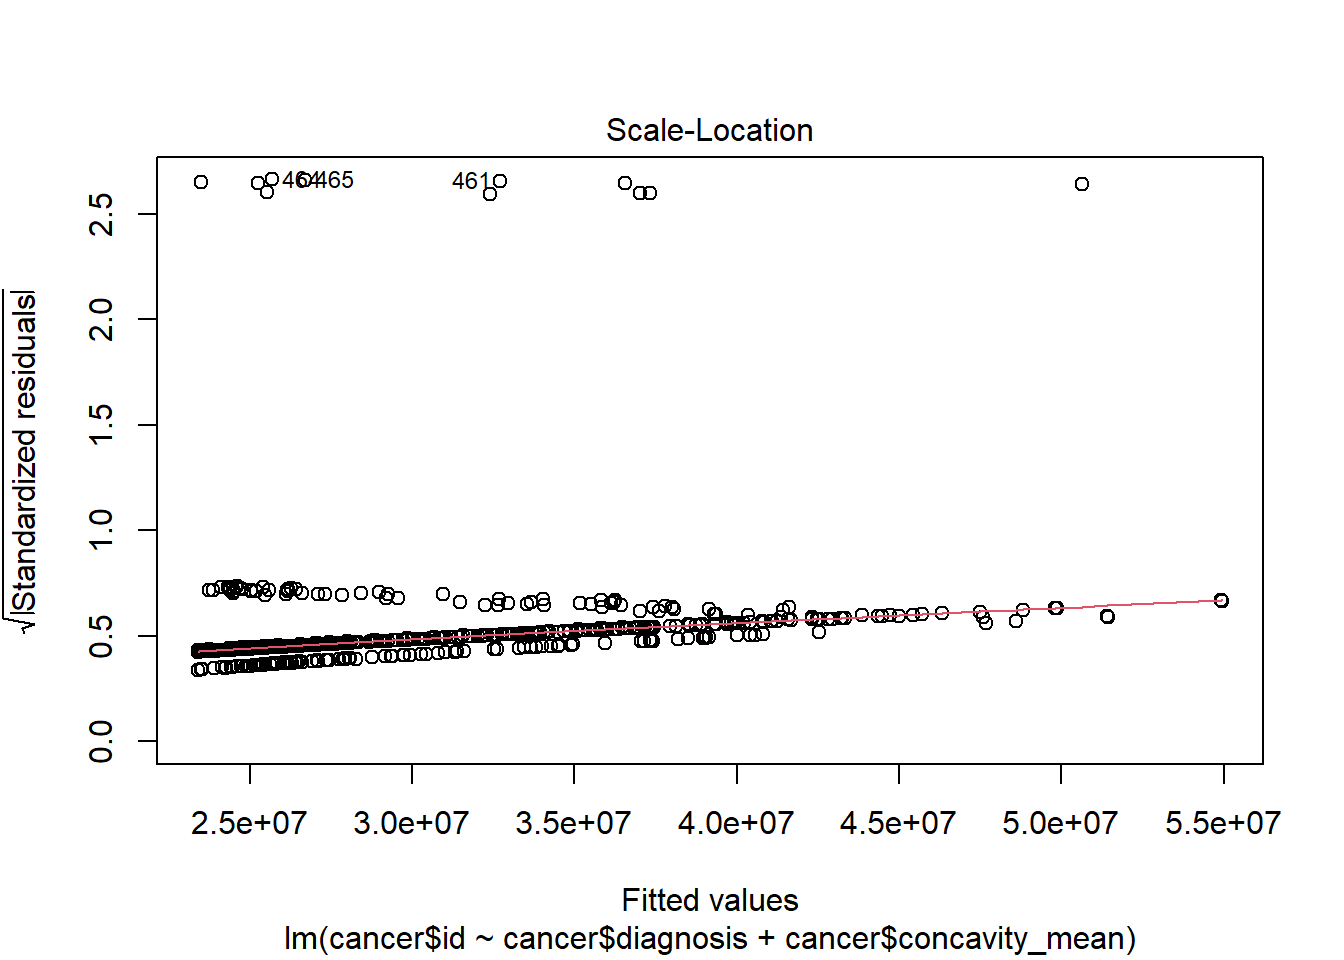 Scale-Location
√|Standardized residuals|
2.5
2.0
1.5
1.0
0.5
0.0
464
465
461
2.5e+07
3.0e+07
3.5e+07
4.0e+07
4.5e+07
5.0e+07
5.5e+07
Fitted values
lm(cancer$id ~ cancer$diagnosis + cancer$concavity_mean)